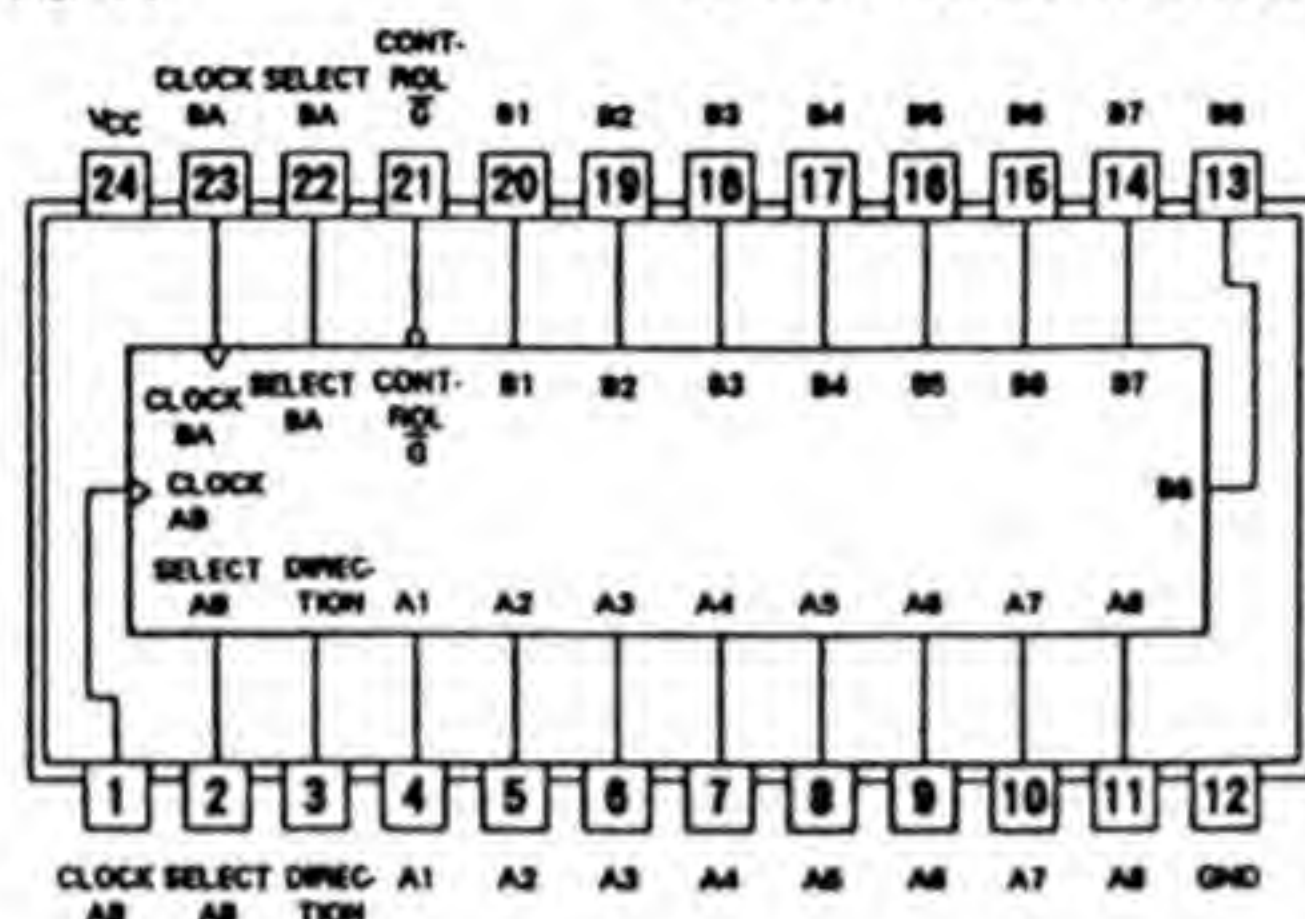 CONT-
CLOCK SELECT ROL
VCC BA BA G̅ B1 B2 B3 B4 B5 B6 B7 B8
24 23 22 21 20 19 18 17 16 15 14 13
CLOCK SELECT CONT- B1 B2 B3 B4 B5 B6 B7
BA BA ROL
G̅
CLOCK B8
AB
SELECT DIREC-
AB TION A1 A2 A3 A4 A5 A6 A7 A8
1 2 3 4 5 6 7 8 9 10 11 12
CLOCK SELECT DIREC- A1 A2 A3 A4 A5 A6 A7 A8 GND
AB AB TION